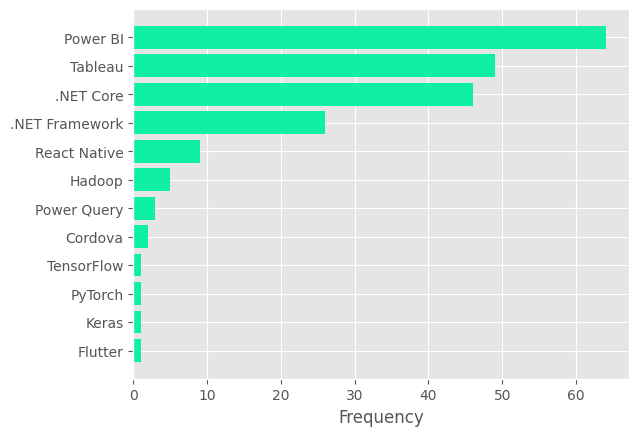 Power BI
Tableau
.NET Core
.NET Framework
React Native
Hadoop
Power Query
Cordova
TensorFlow
PyTorch
Keras
Flutter
0 10 20 30 40 50 60
Frequency